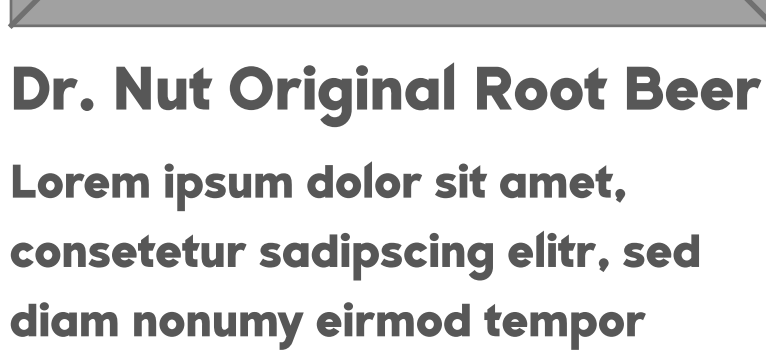 Dr. Nut Original Root Beer
Lorem ipsum dolor sit amet,
consetetur sadipscing elitr, sed
diam nonumy eirmod tempor